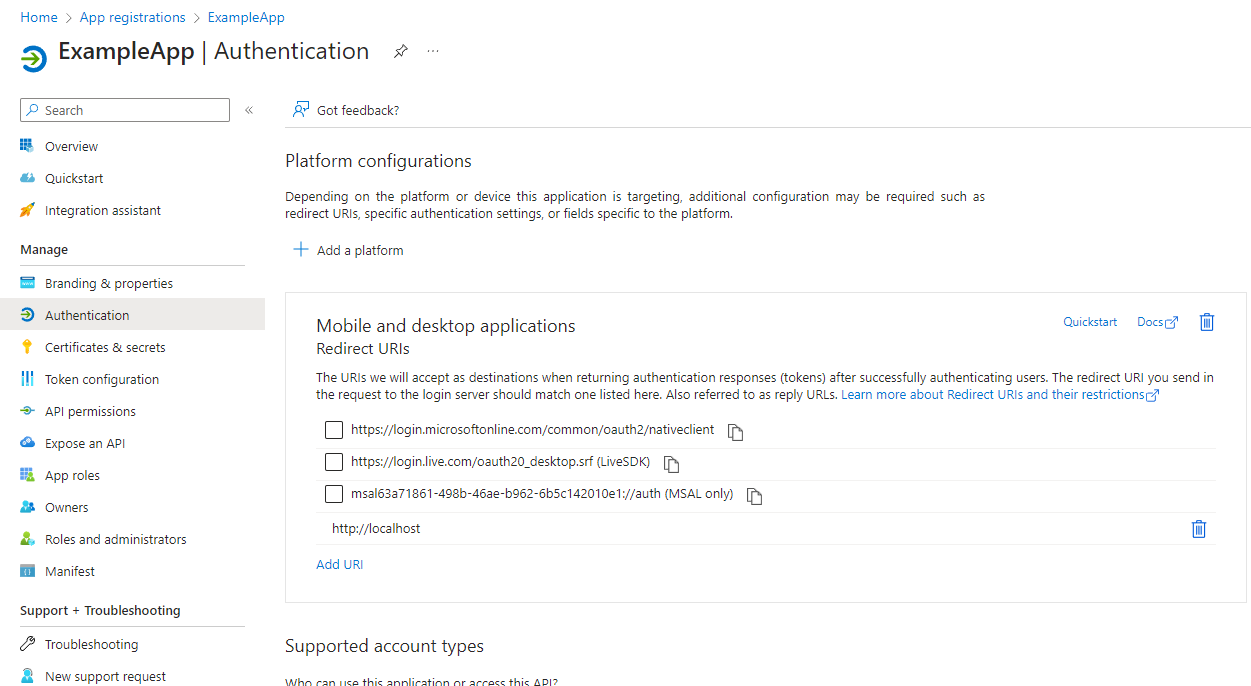 Home > App registrations > ExampleApp
ExampleApp | Authentication
Search
Overview
Quickstart
Integration assistant
Manage
Branding & properties
Authentication
Certificates & secrets
Token configuration
API permissions
Expose an API
App roles
Owners
Roles and administrators
Manifest
Support + Troubleshooting
Troubleshooting
New support request
Got feedback?
Platform configurations
Depending on the platform or device this application is targeting, additional configuration may be required such as
redirect URIs, specific authentication settings, or fields specific to the platform.
Add a platform
Mobile and desktop applications
Quickstart
Docs
Redirect URIs
The URIs we will accept as destinations when returning authentication responses (tokens) after successfully authenticating users. The redirect URI you send in
the request to the login server should match one listed here. Also referred to as reply URLs. Learn more about Redirect URIs and their restrictions
https://login.microsoftonline.com/common/oauth2/nativeclient
https://login.live.com/oauth20_desktop.srf (LiveSDK)
msal63a71861-498b-46ae-b962-6b5c142010e1://auth (MSAL only)
http://localhost
Add URI
Supported account types
Who can use this application or access this API?